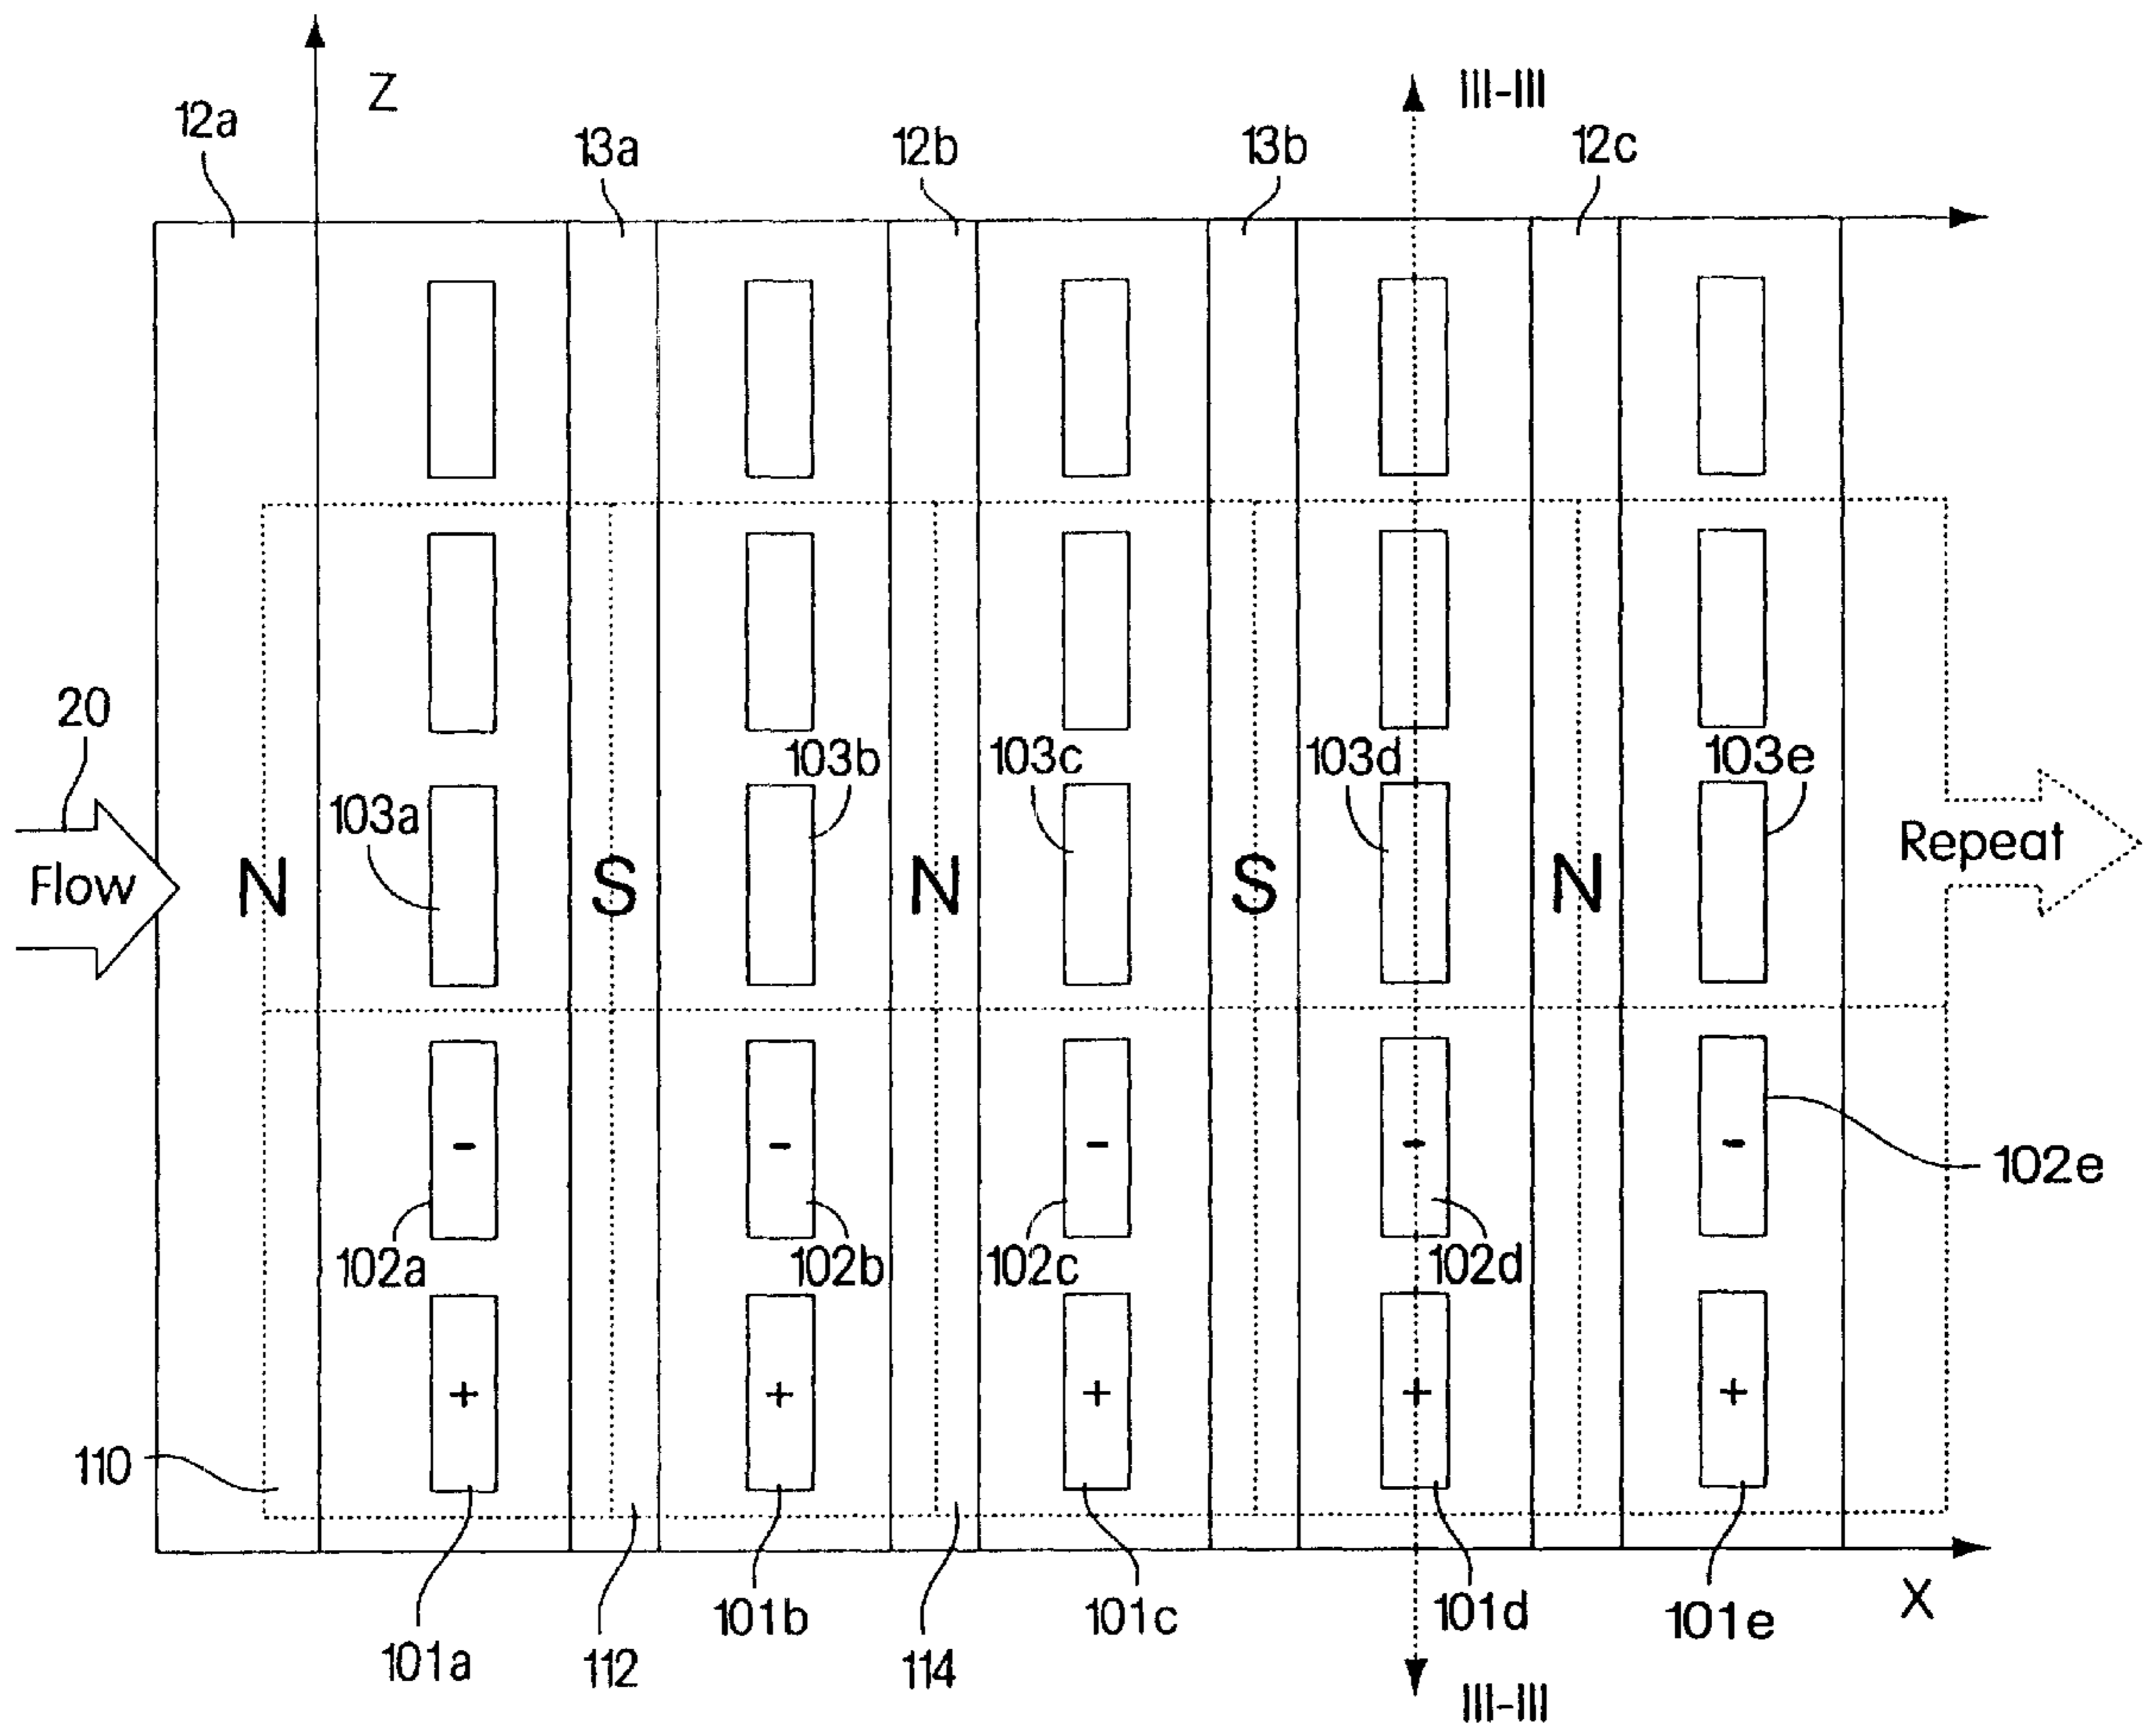 Z
III-III
12a
13a
12b
13b
12c
20
103b
103c
103d
103e
103a
Flow
N
S
N
S
N
Repeat
-
-
-
-
-
102e
102a
102b
102c
102d
+
+
+
+
+
110
101a
112
101b
114
101c
101d
101e
X
III-III